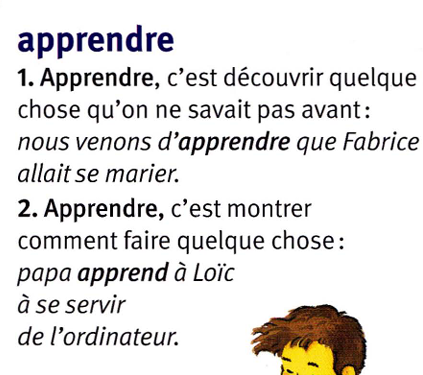 apprendre
1. Apprendre, c’est découvrir quelque
chose qu’on ne savait pas avant :
nous venons d’apprendre que Fabrice
allait se marier.
2. Apprendre, c’est montrer
comment faire quelque chose :
papa apprend à Loïc
à se servir
de l’ordinateur.